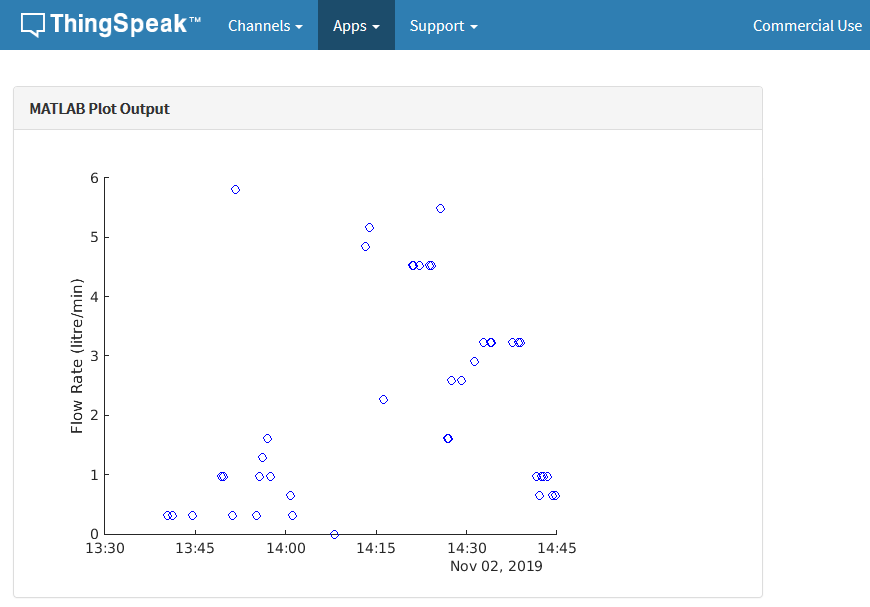 ThingSpeak™ Channels Apps Support Commercial Use
MATLAB Plot Output
6
5
4
3
2
1
0
Flow Rate (litre/min)
13:30 13:45 14:00 14:15 14:30 14:45
Nov 02, 2019